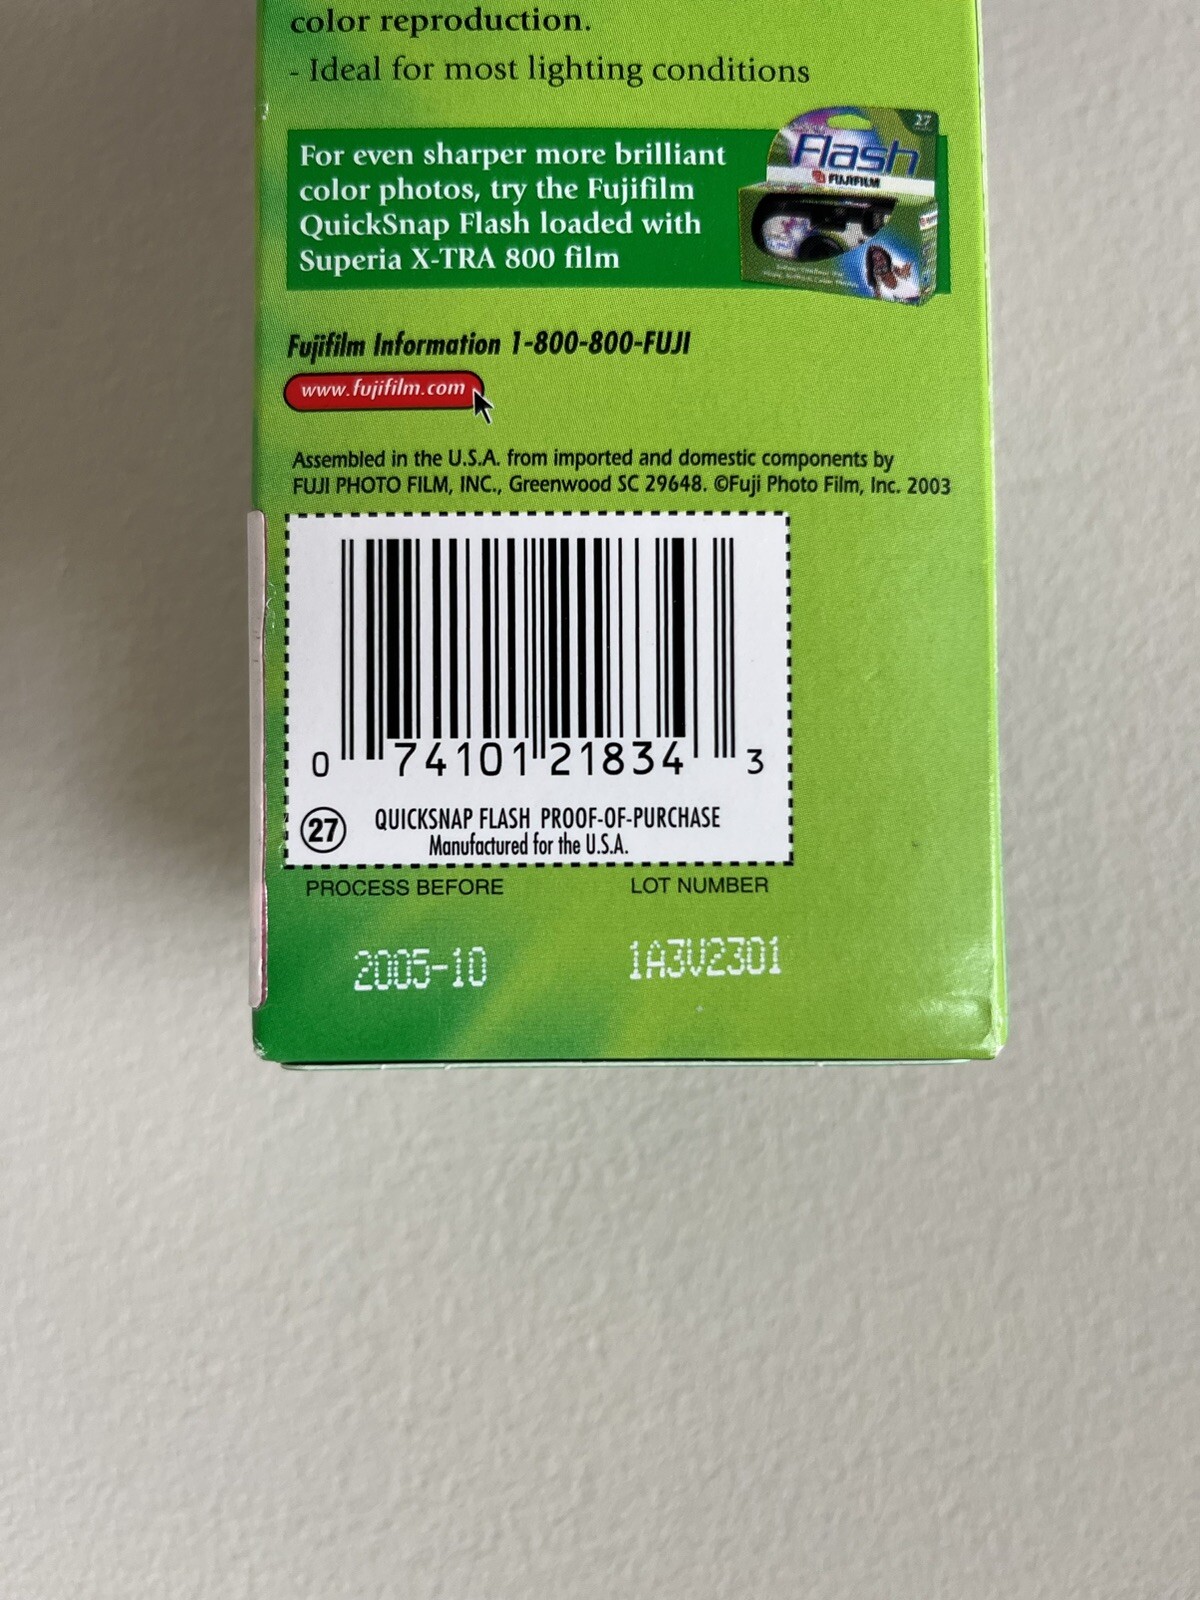 color reproduction.
- Ideal for most lighting conditions
For even sharper more brilliant
color photos, try the Fujifilm
QuickSnap Flash loaded with
Superia X-TRA 800 film
27
Flash
FUJIFILM
Fujifilm Information 1-800-800-FUJI
www.fujifilm.com
Assembled in the U.S.A. from imported and domestic components by
FUJI PHOTO FILM, INC., Greenwood SC 29648. ©Fuji Photo Film, Inc. 2003
0 74101 21834 3
27 QUICKSNAP FLASH PROOF-OF-PURCHASE
Manufactured for the U.S.A.
PROCESS BEFORE LOT NUMBER
2005-10 1A3V2301